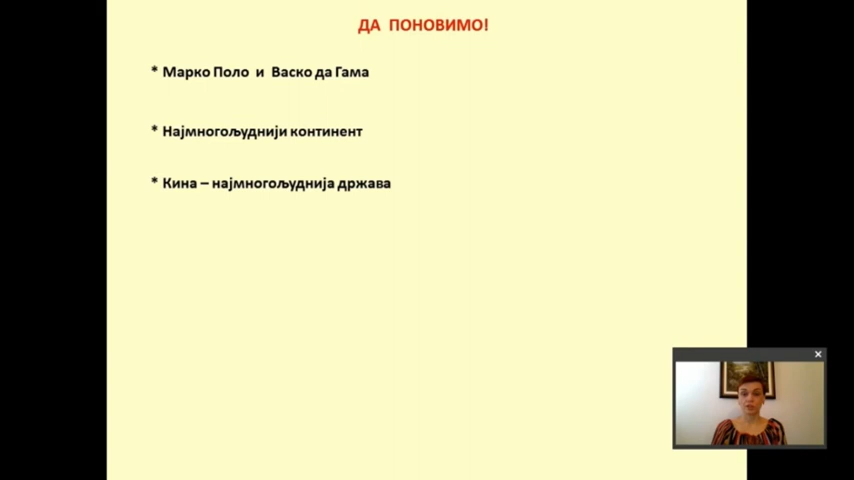 ДА ПОНОВИМО!
* Марко Поло и Васко да Гама
* Најмногољуднији континент
* Кина – најмногољуднија држава